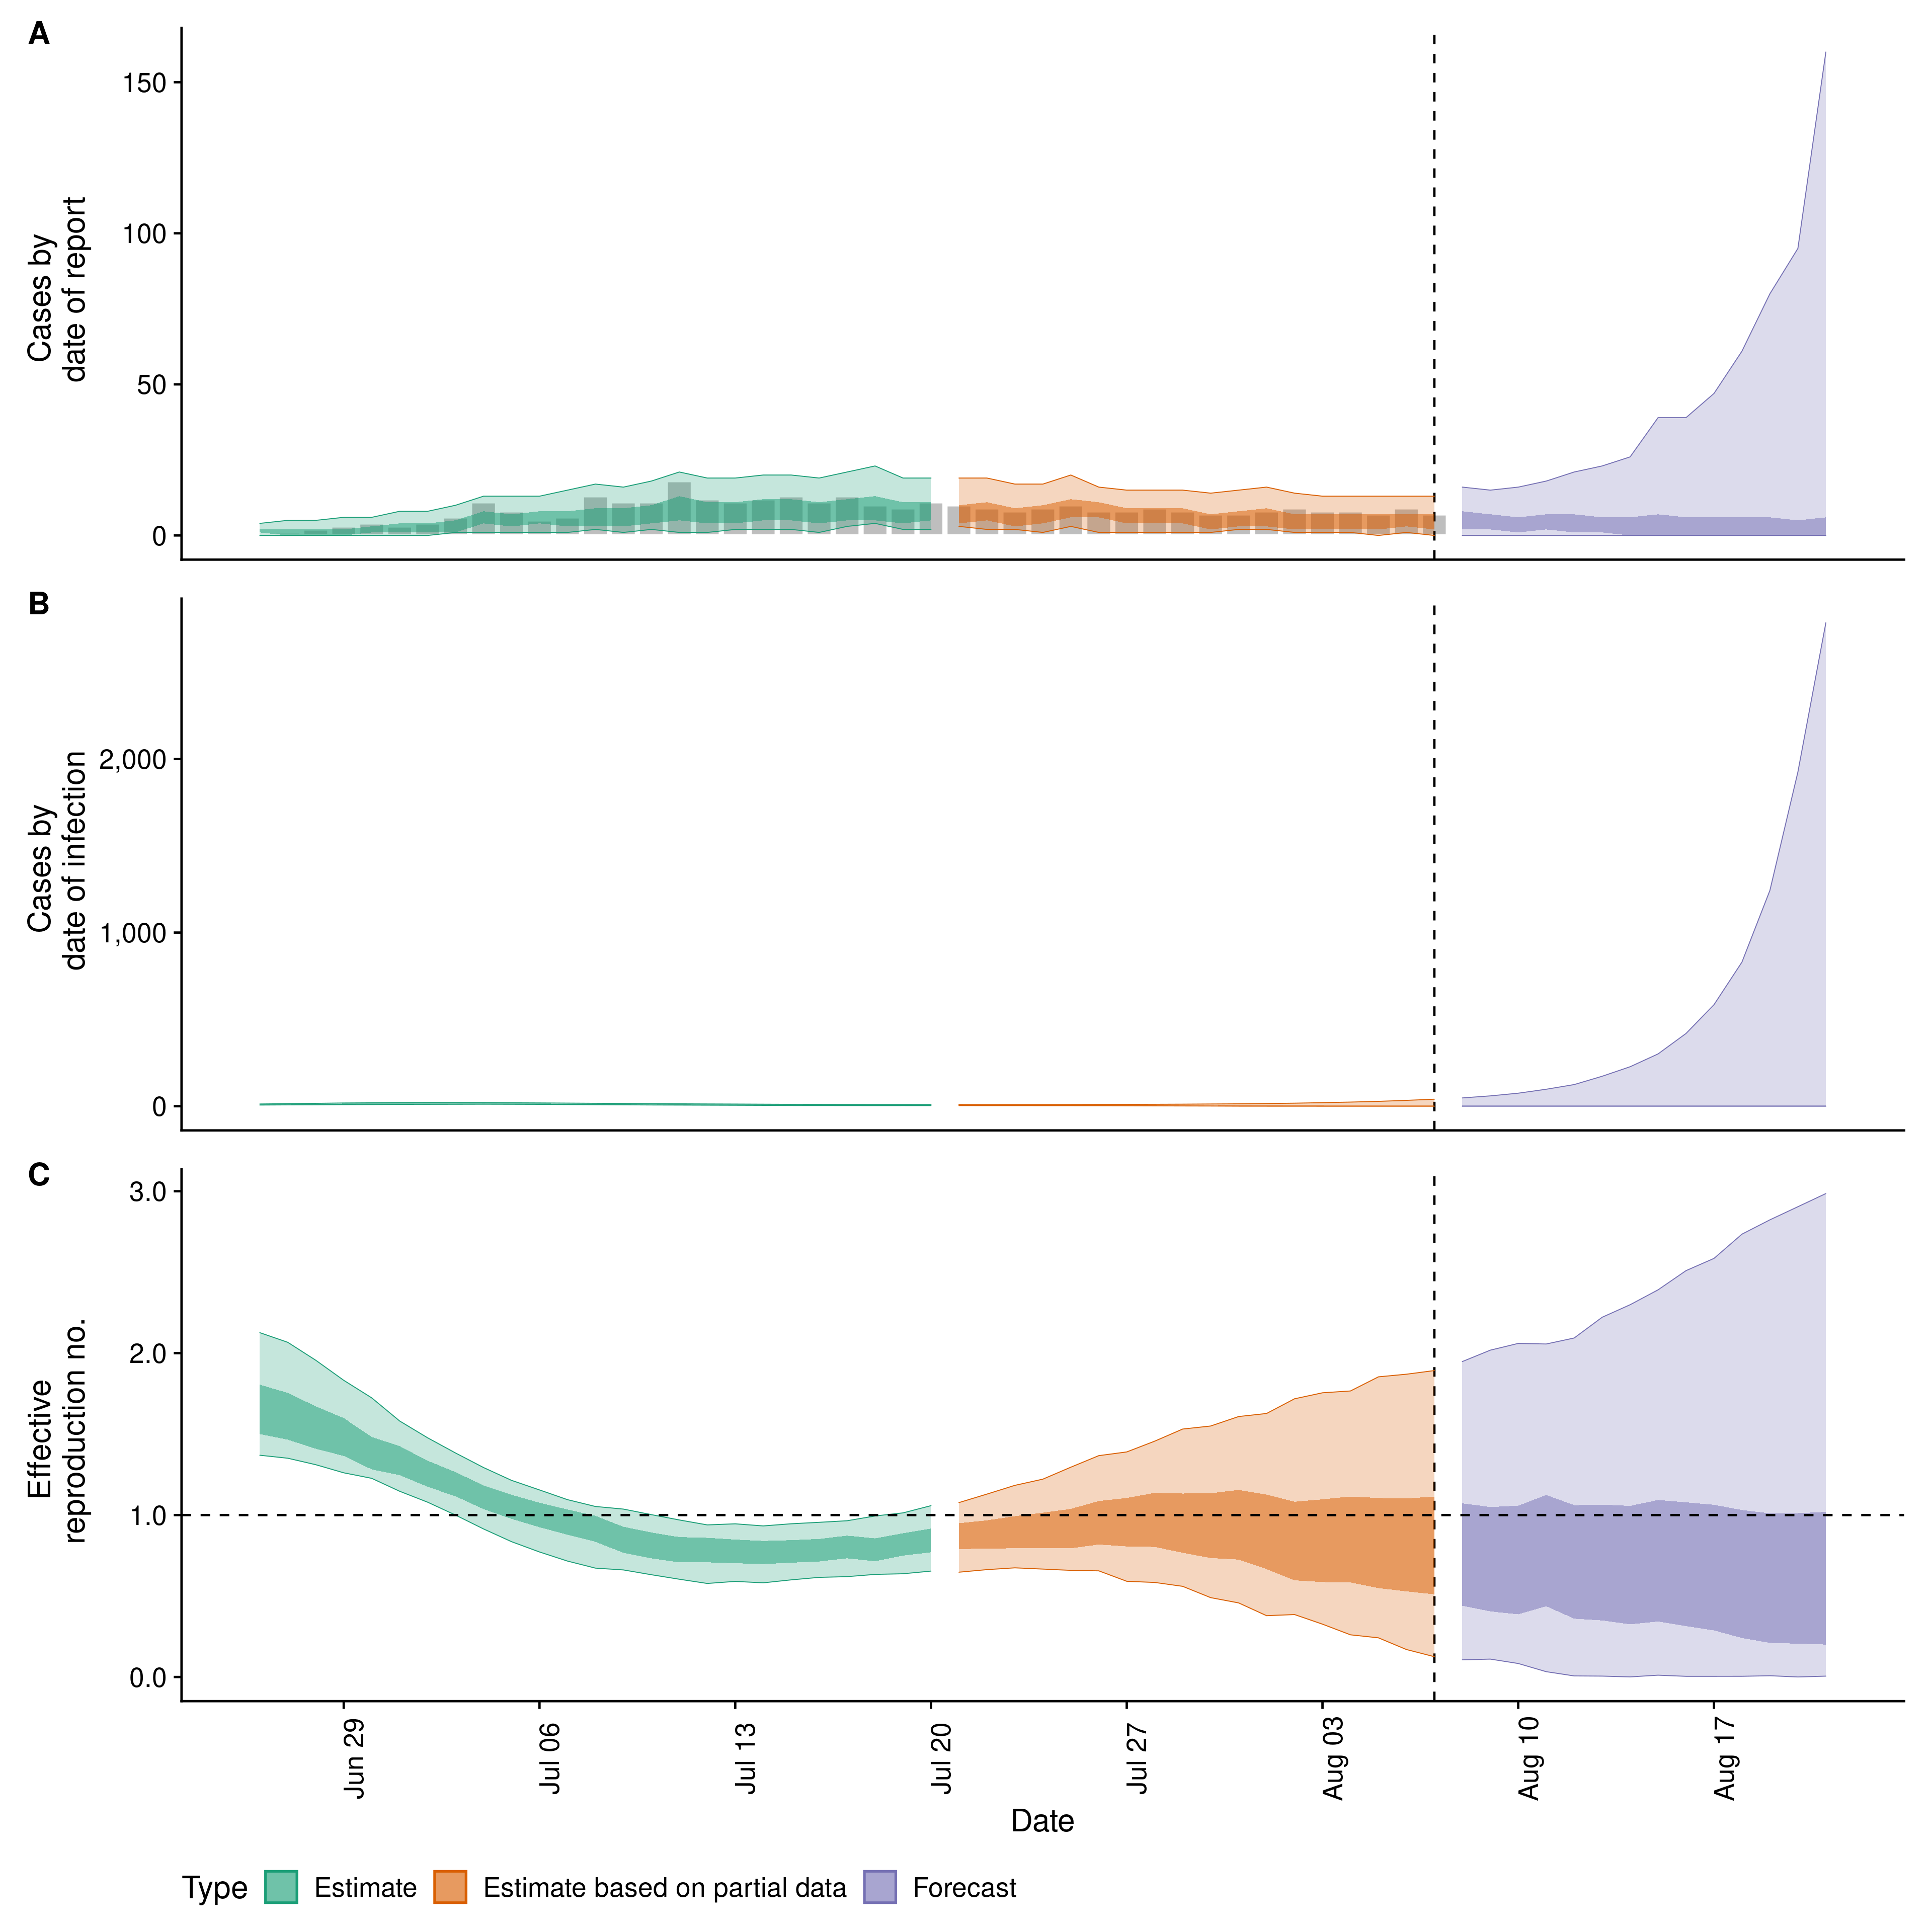 A
150
100
50
0
Cases by
date of report
B
2,000
1,000
0
Cases by
date of infection
C
3.0
2.0
1.0
0.0
Effective
reproduction no.
Jun 29
Jul 06
Jul 13
Jul 20
Jul 27
Aug 03
Aug 10
Aug 17
Date
Type Estimate Estimate based on partial data Forecast